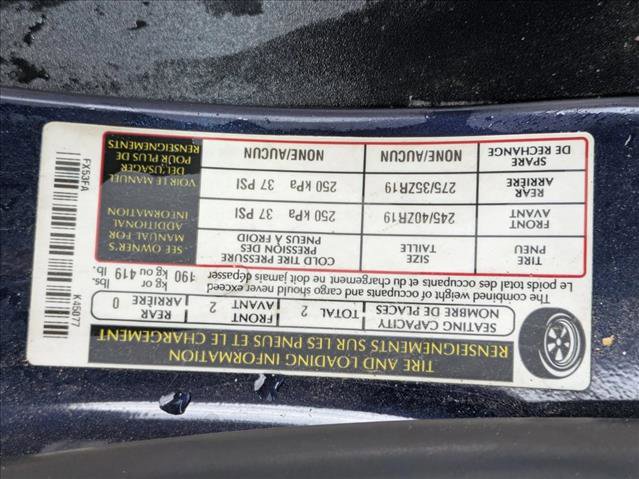 TIRE AND LOADING INFORMATION
RENSEIGNEMENTS SUR LES PNEUS ET LE CHARGEMENT
SEATING CAPACITY
NOMBRE DE PLACES
TOTAL 2
FRONT
AVANT 2
REAR
ARRIÈRE 0
The combined weight of occupants and cargo should never exceed
Le poids total des occupants et du chargement ne doit jamais dépasser
190 kg or lbs.
kg ou 419 lb.
TIRE
PNEU
SIZE
TAILLE
COLD TIRE PRESSURE
PRESSION DES
PNEUS À FROID
FRONT
AVANT
245/40ZR19
250 kPa 37 PSI
REAR
ARRIÈRE
275/35ZR19
250 kPa 37 PSI
SPARE
DE RECHANGE
NONE/AUCUN
NONE/AUCUN
SEE OWNER'S
MANUAL FOR
ADDITIONAL
INFORMATION
VOIR LE MANUEL
DE L'USAGER
POUR PLUS DE
RENSEIGNEMENTS
K45077
FX53FA